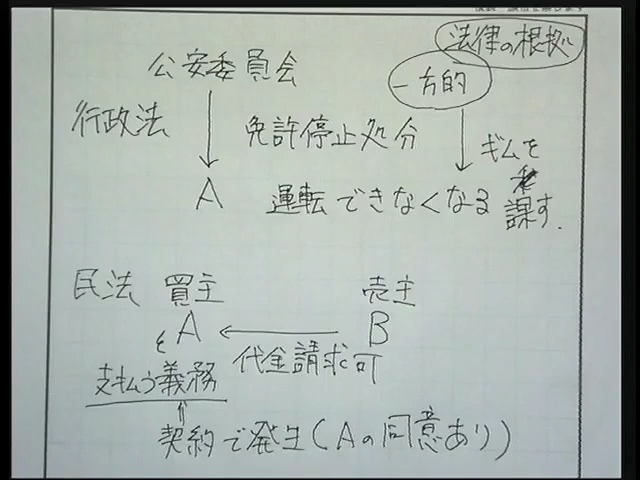 法律の根拠
公安委員会
一方的
行政法
免許停止処分
ギムを
課す.
A
運転できなくなる
民法 買主 売主
A B
代金請求可
支払う義務
契約で発生(Aの同意あり)